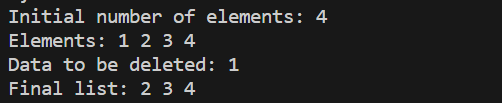 Initial number of elements: 4
Elements: 1 2 3 4
Data to be deleted: 1
Final list: 2 3 4